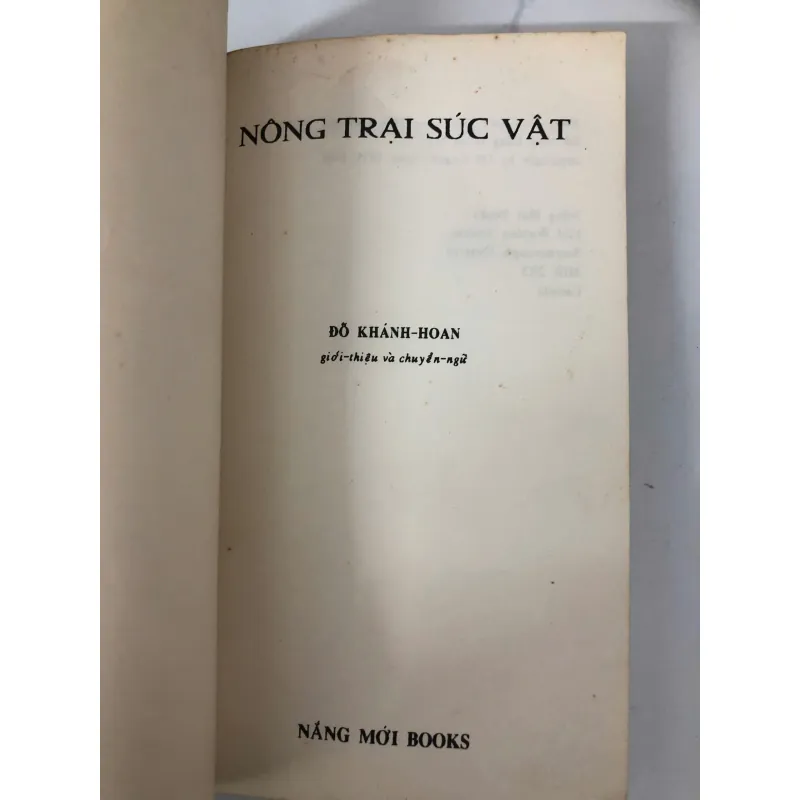 NÔNG TRẠI SÚC VẬT
ĐỖ KHÁNH-HOAN
giới-thiệu và chuyển-ngữ
NẮNG MỚI BOOKS